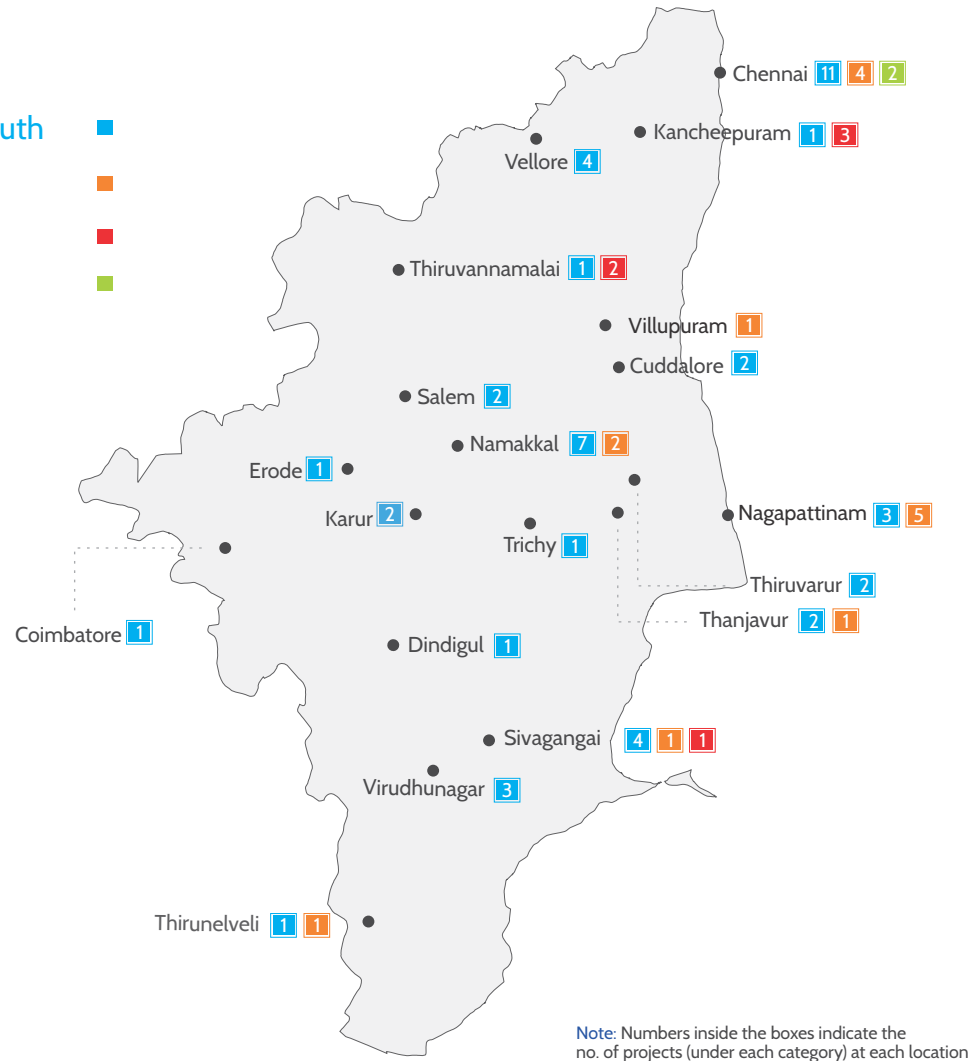 Chennai 11 4 2
uth
Kancheepuram 1 3
Vellore 4
Thiruvannamalai 1 2
Villupuram 1
Cuddalore 2
Salem 2
Namakkal 7 2
Erode 1
Karur 2
Nagapattinam 3 5
Trichy 1
Thiruvarur 2
Thanjavur 2 1
Coimbatore 1
Dindigul 1
Sivagangai 4 1 1
Virudhunagar 3
Thirunelveli 1 1
Note: Numbers inside the boxes indicate the
no. of projects (under each category) at each location